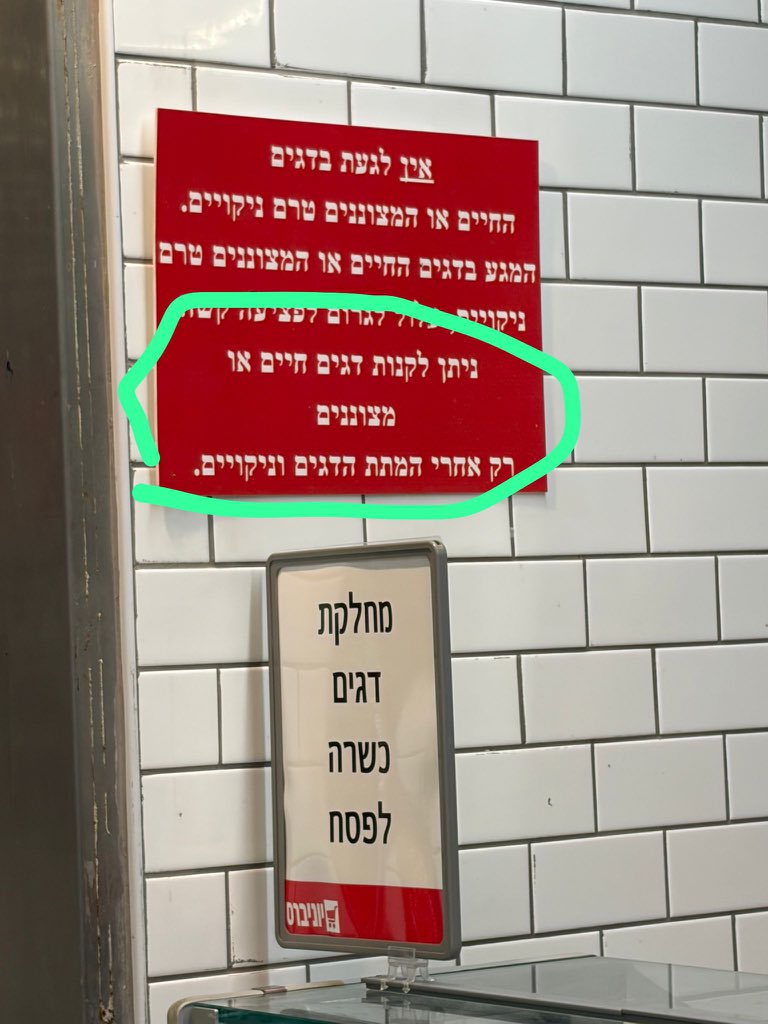 אין לגעת בדגים
החיים או המצוננים טרם ניקויים.
המגע בדגים החיים או המצוננים טרם
ניקויים, עלול לגרום לפציעה קשה
ניתן לקנות דגים חיים או
מצוננים
רק אחרי המתת הדגים וניקויים.
מחלקת
דגים
כשרה
לפסח
יוניברס